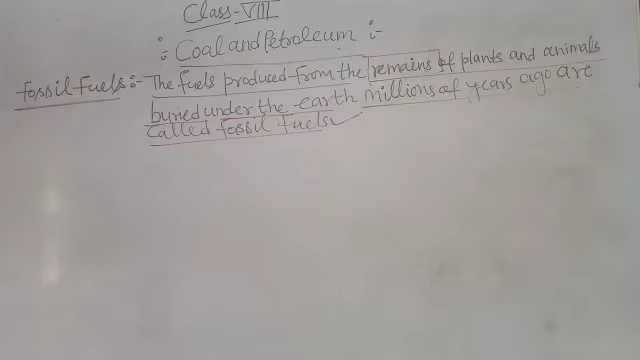 Class-VIII
:- Coal and Petroleum :-
Fossil Fuels :- The fuels produced from the remains of plants and animals
buried under the earth millions of years ago are
called fossil fuels